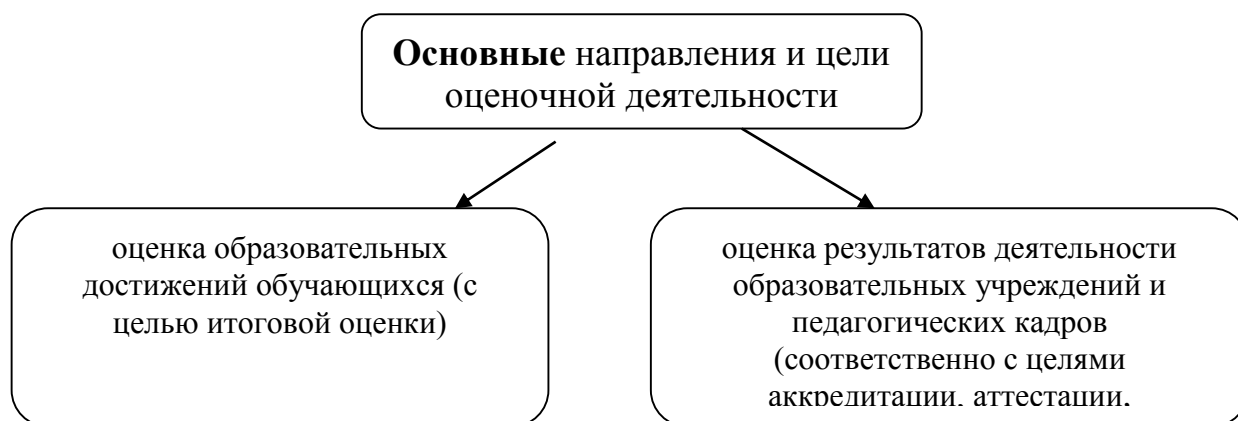 Основные направления и цели
оценочной деятельности
оценка образовательных
достижений обучающихся (с
целью итоговой оценки)
оценка результатов деятельности
образовательных учреждений и
педагогических кадров
(соответственно с целями
аккредитации, аттестации,